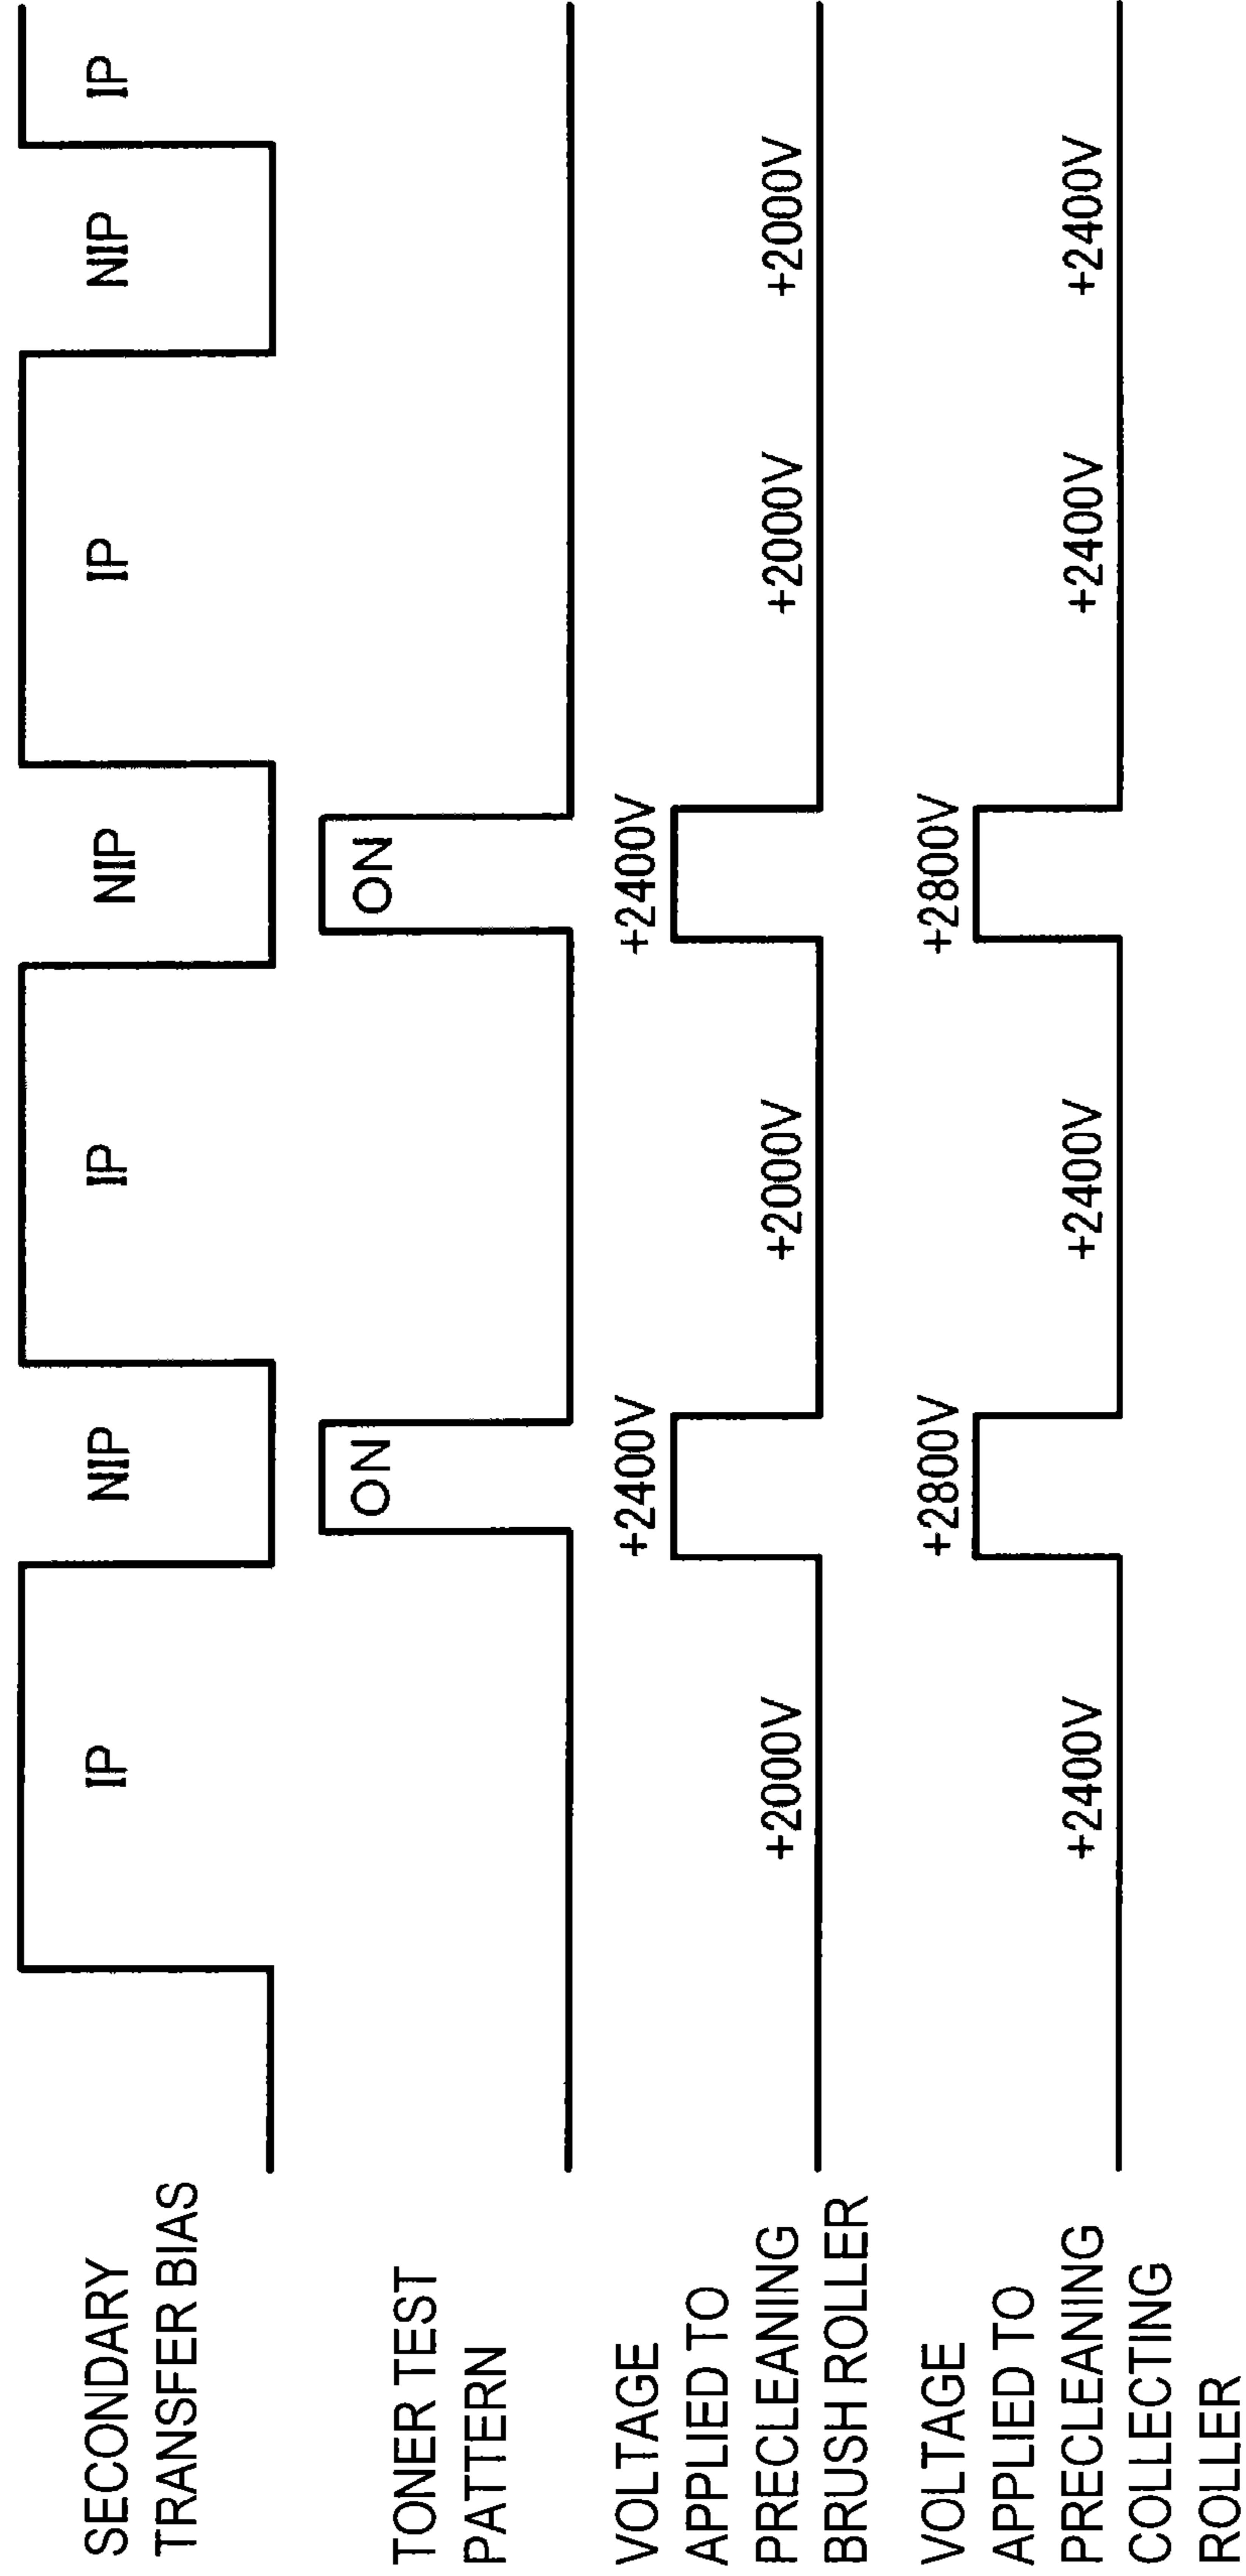 SECONDARY
TRANSFER BIAS
IP
NIP
IP
NIP
IP
NIP
IP
TONER TEST
PATTERN
ON
ON
VOLTAGE
APPLIED TO
PRECLEANING
BRUSH ROLLER
+2000V
+2400V
+2000V
+2400V
+2000V
+2000V
VOLTAGE
APPLIED TO
PRECLEANING
COLLECTING
ROLLER
+2400V
+2800V
+2400V
+2800V
+2400V
+2400V